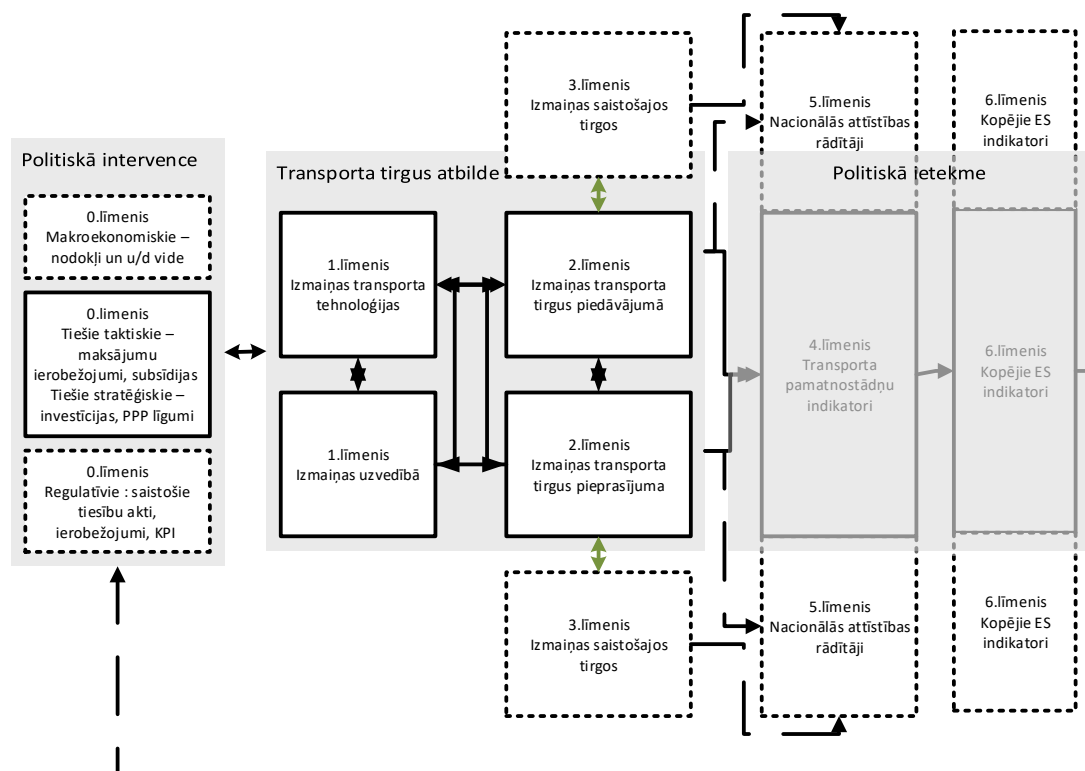 Politiskā intervence
0.līmenis
Makroekonomiskie –
nodokļi un u/d vide
0.limenis
Tiešie taktiskie –
maksājumu
ierobežojumi, subsīdijas
Tiešie stratēģiskie –
investīcijas, PPP līgumi
0.līmenis
Regulatīvie : saistošie
tiesību akti,
ierobežojumi, KPI
Transporta tirgus atbilde
1.līmenis
Izmaiņas transporta
tehnoloģijas
1.līmenis
Izmaiņas uzvedībā
3.līmenis
Izmaiņas saistošajos
tirgos
2.līmenis
Izmaiņas transporta
tirgus piedāvājumā
2.līmenis
Izmaiņas transporta
tirgus pieprasījuma
3.līmenis
Izmaiņas saistošajos
tirgos
5.līmenis
Nacionālās attīstības
rādītāji
6.līmenis
Kopējie ES
indikatori
Politiskā ietekme
4.līmenis
Transporta
pamatnostādņu
indikatori
6.līmenis
Kopējie ES
indikatori
5.līmenis
Nacionālās attīstības
rādītāji
6.līmenis
Kopējie ES
indikatori